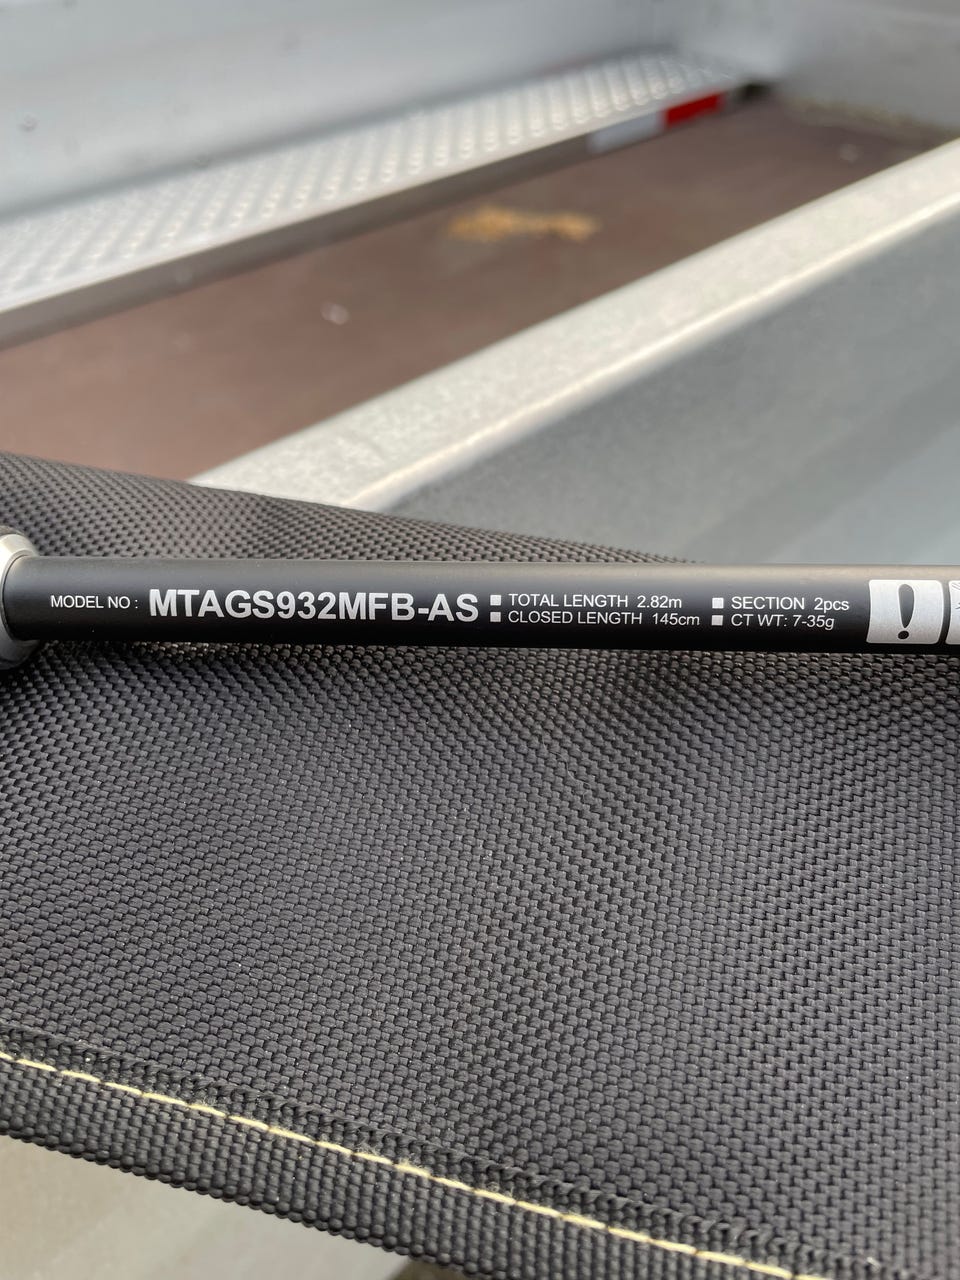 MODEL NO : MTAGS932MFB-AS
■ TOTAL LENGTH 2.82m ■ SECTION 2pcs
■ CLOSED LENGTH 145cm ■ CT WT: 7-35g
!